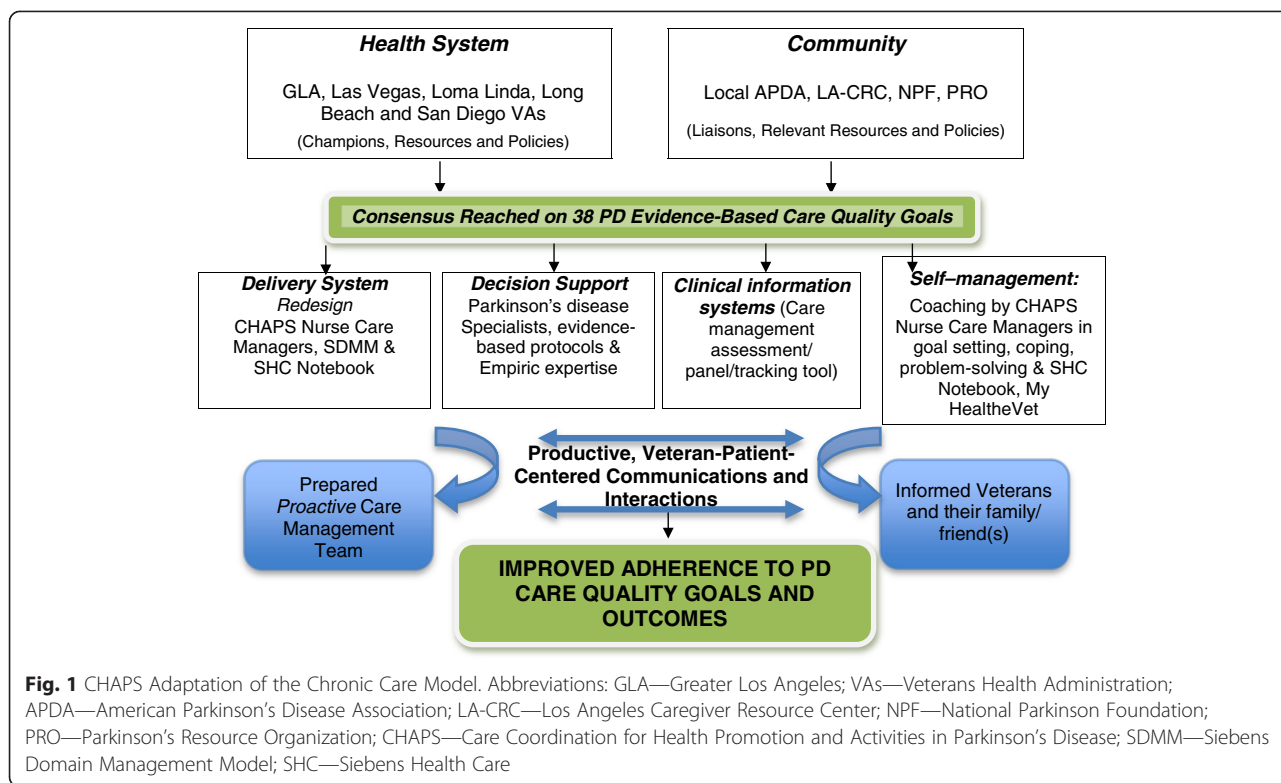 Health System
GLA, Las Vegas, Loma Linda, Long
Beach and San Diego VAs
(Champions, Resources and Policies)
Community
Local APDA, LA-CRC, NPF, PRO
(Liaisons, Relevant Resources and Policies)
Consensus Reached on 38 PD Evidence-Based Care Quality Goals
Delivery System
Redesign
CHAPS Nurse Care
Managers, SDMM &
SHC Notebook
Decision Support
Parkinson's disease
Specialists, evidence-
based protocols &
Empiric expertise
Clinical information
systems (Care
management
assessment/
panel/tracking tool)
Self–management:
Coaching by CHAPS
Nurse Care Managers in
goal setting, coping,
problem-solving & SHC
Notebook, My
HealtheVet
Prepared
Proactive Care
Management
Team
Productive, Veteran-Patient-
Centered Communications and
Interactions
Informed Veterans
and their family/
friend(s)
IMPROVED ADHERENCE TO PD
CARE QUALITY GOALS AND
OUTCOMES
Fig. 1 CHAPS Adaptation of the Chronic Care Model. Abbreviations: GLA—Greater Los Angeles; VAs—Veterans Health Administration;
APDA—American Parkinson's Disease Association; LA-CRC—Los Angeles Caregiver Resource Center; NPF—National Parkinson Foundation;
PRO—Parkinson's Resource Organization; CHAPS—Care Coordination for Health Promotion and Activities in Parkinson's Disease; SDMM—Siebens
Domain Management Model; SHC—Siebens Health Care